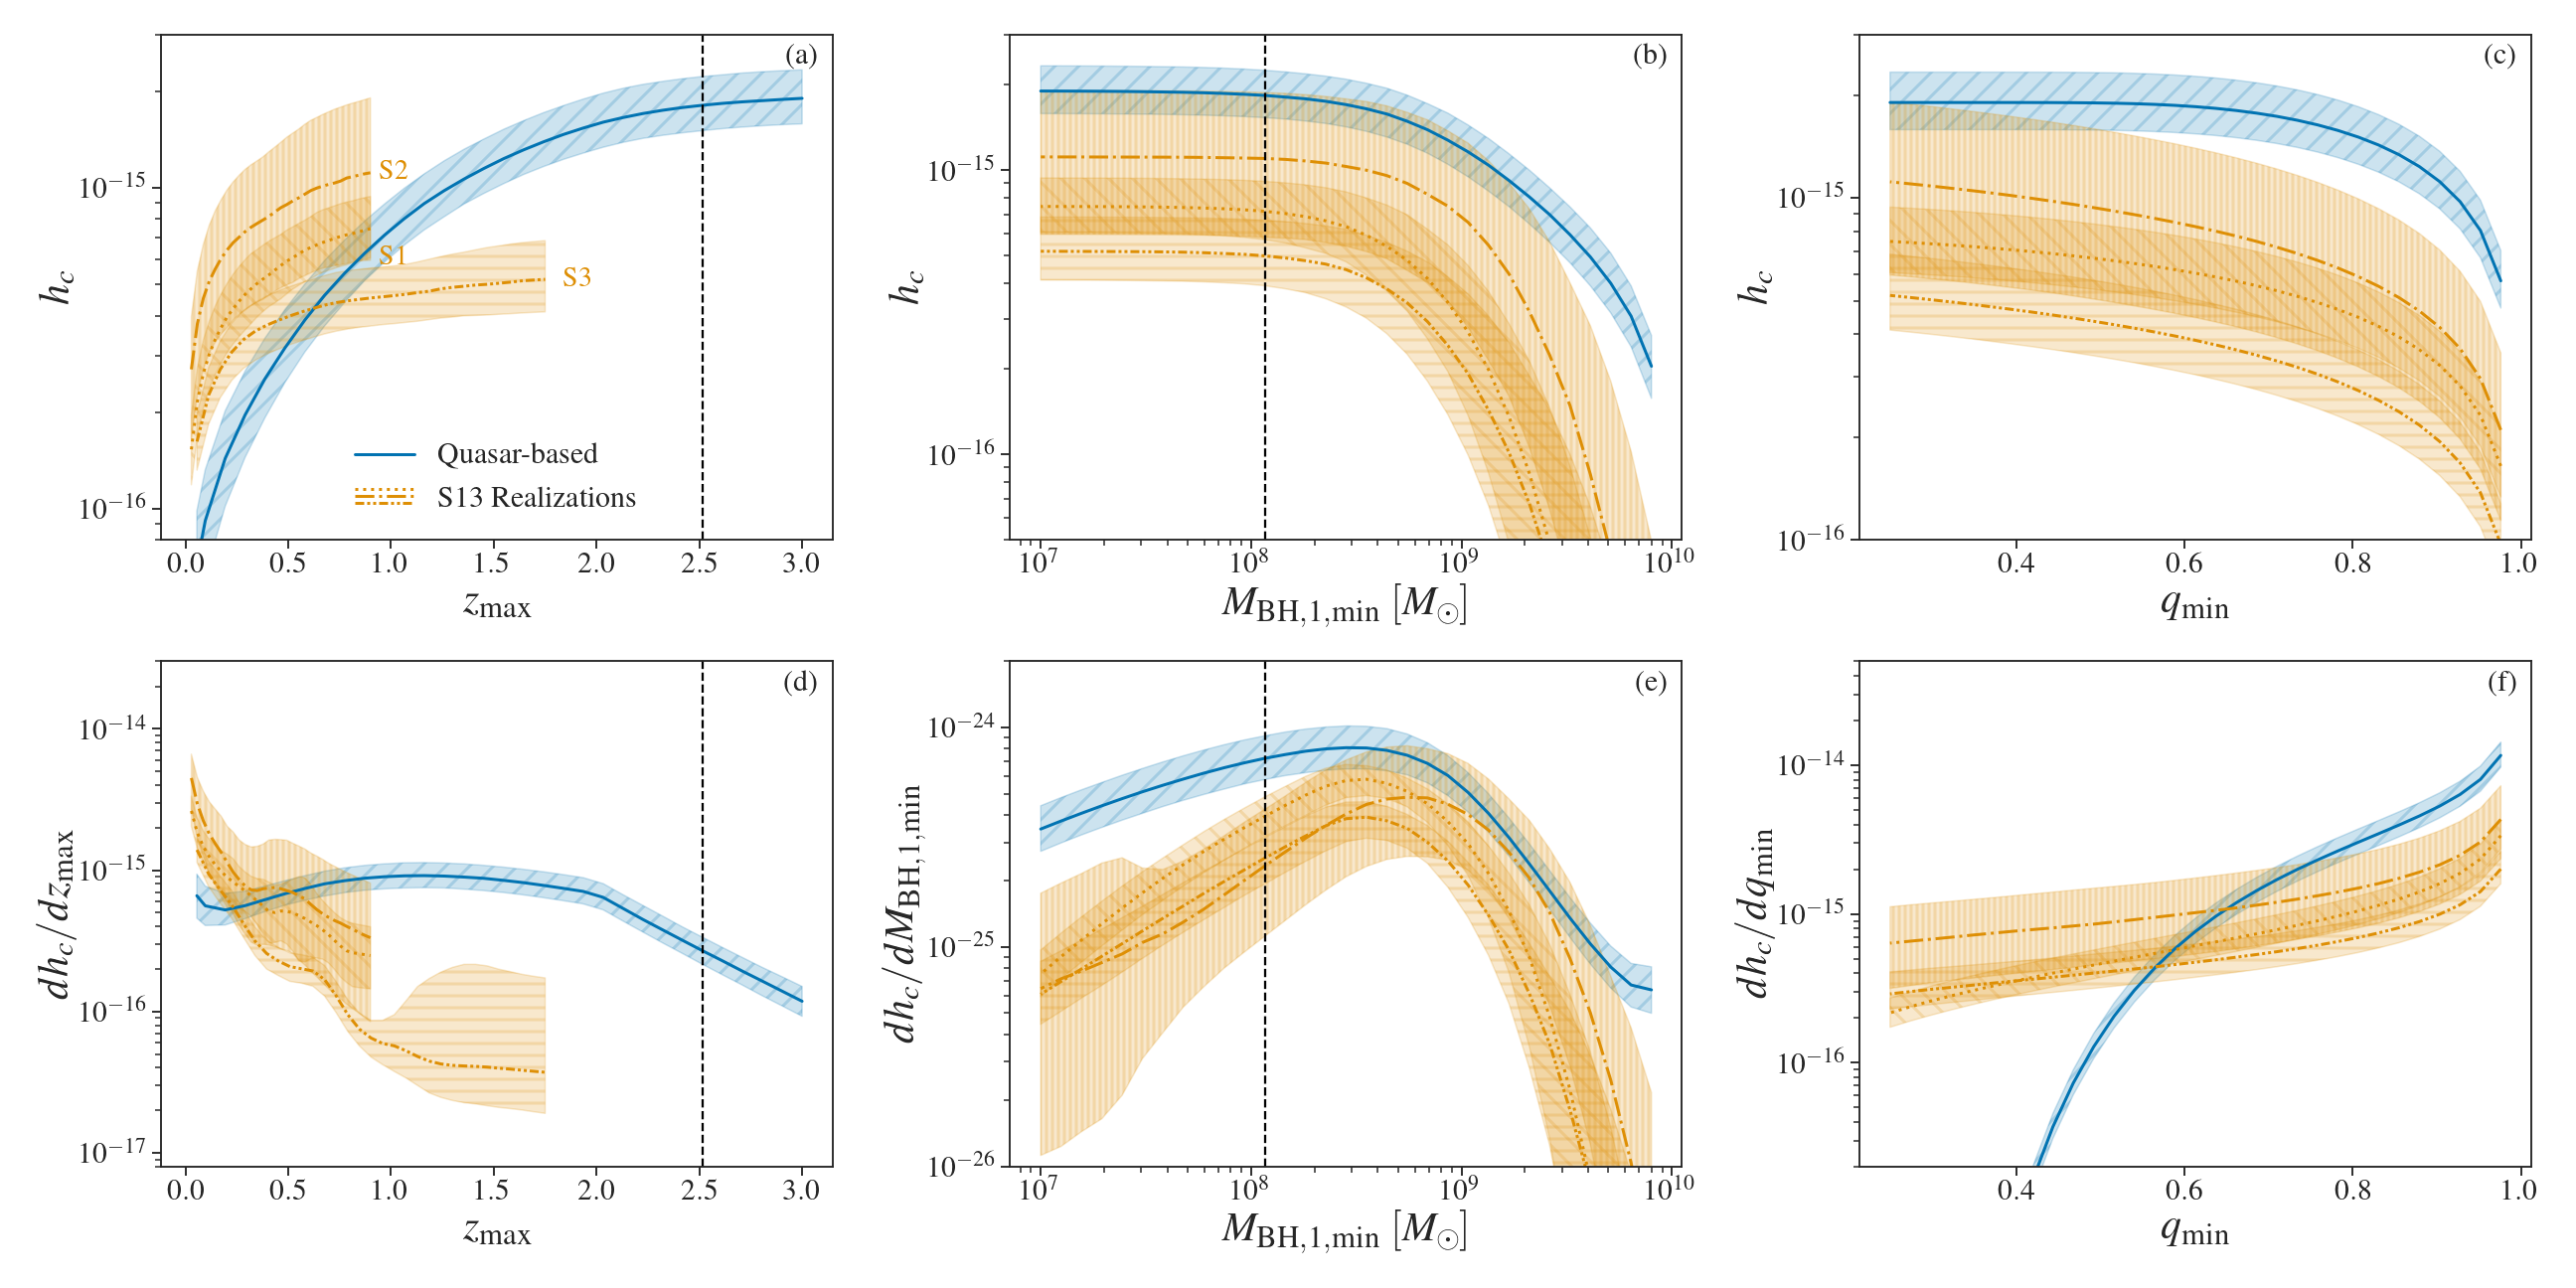 (a)
h_c
10^{-15}
10^{-16}
S2
S1
S3
Quasar-based
S13 Realizations
0.0 0.5 1.0 1.5 2.0 2.5 3.0
z_max
(b)
h_c
10^{-15}
10^{-16}
10^7 10^8 10^9 10^{10}
M_{BH,1,min} [M_⊙]
(c)
h_c
10^{-15}
10^{-16}
0.4 0.6 0.8 1.0
q_min
(d)
dh_c/dz_max
10^{-14}
10^{-15}
10^{-16}
10^{-17}
0.0 0.5 1.0 1.5 2.0 2.5 3.0
z_max
(e)
dh_c/dM_{BH,1,min}
10^{-24}
10^{-25}
10^{-26}
10^7 10^8 10^9 10^{10}
M_{BH,1,min} [M_⊙]
(f)
dh_c/dq_min
10^{-14}
10^{-15}
10^{-16}
0.4 0.6 0.8 1.0
q_min